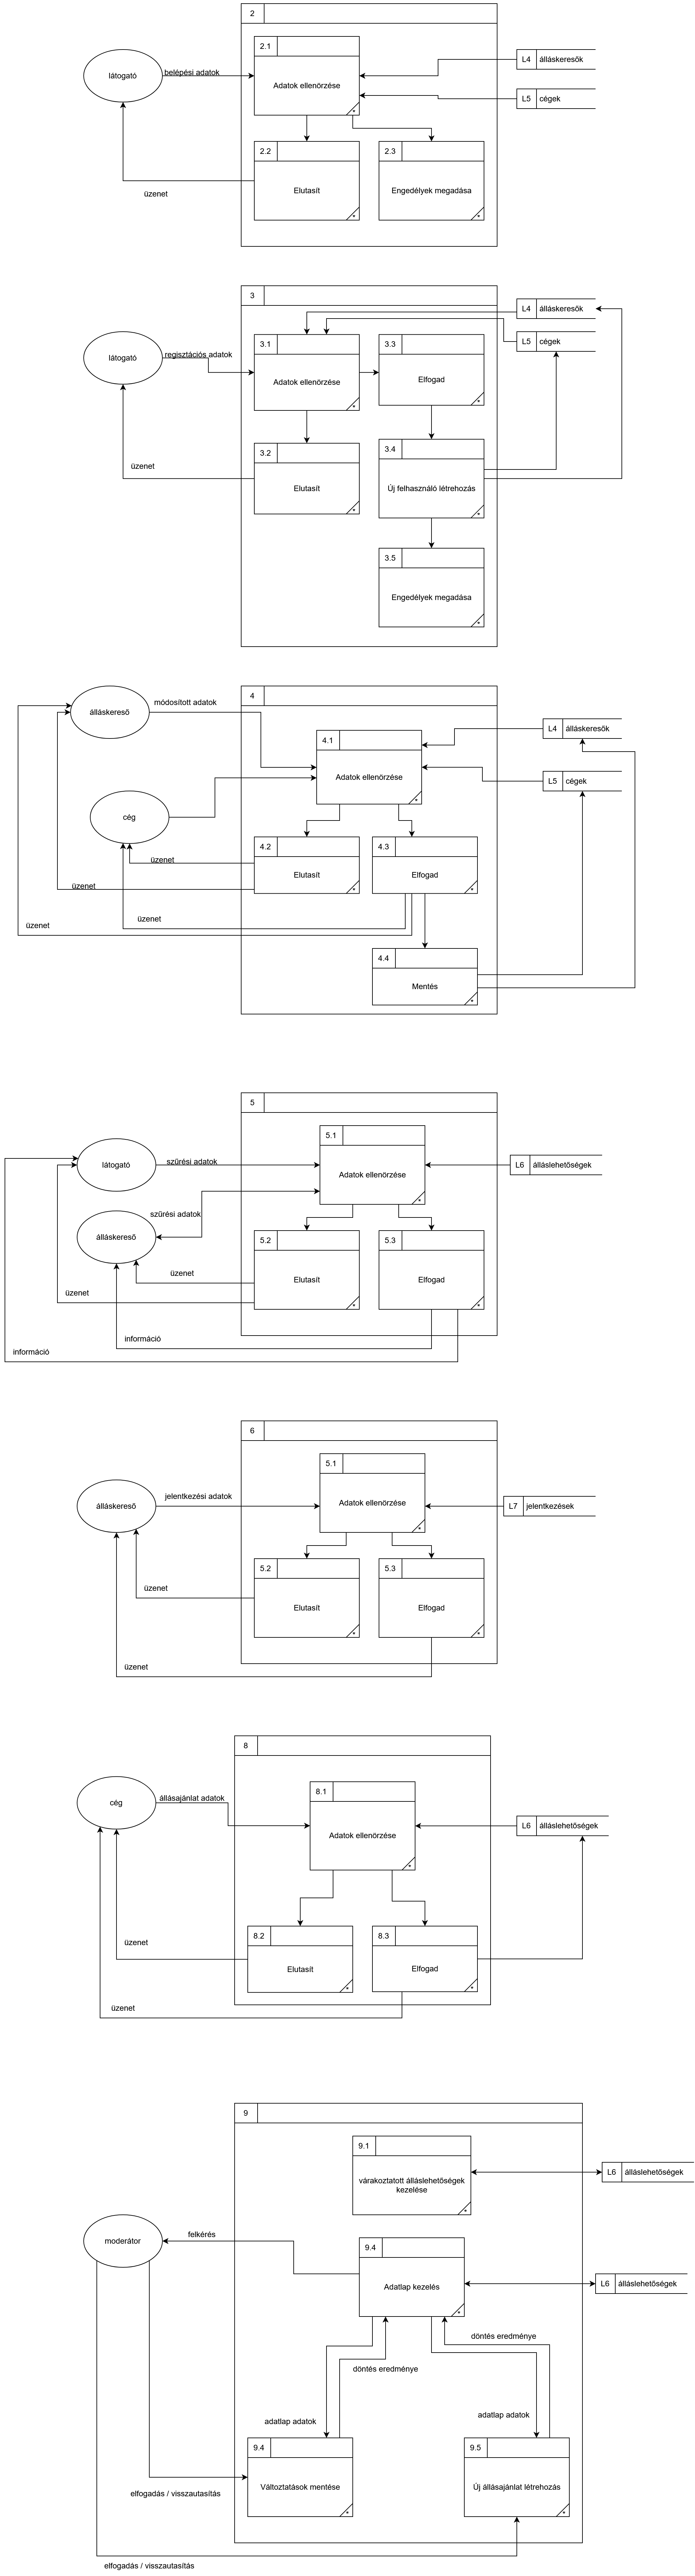 2
2.1
látogató
belépési adatok
Adatok ellenörzése
L4
álláskeresők
L5
cégek
*
2.2
2.3
Elutasít
Engedélyek megadása
üzenet
*
*
3
L4
álláskeresők
3.1
3.3
L5
cégek
látogató
regisztációs adatok
Adatok ellenörzése
Elfogad
*
*
3.2
3.4
üzenet
Elutasít
Új felhasználó létrehozás
*
*
3.5
Engedélyek megadása
*
4
álláskereső
módosított adatok
L4
álláskeresők
4.1
Adatok ellenörzése
L5
cégek
*
cég
4.2
4.3
üzenet
Elutasít
Elfogad
üzenet
*
*
üzenet
üzenet
4.4
Mentés
*
5
5.1
látogató
szűrési adatok
Adatok ellenörzése
L6
álláslehetőségek
*
szűrési adatok
álláskereső
5.2
5.3
üzenet
Elutasít
Elfogad
üzenet
*
*
információ
információ
6
5.1
álláskereső
jelentkezési adatok
Adatok ellenörzése
L7
jelentkezések
*
5.2
5.3
üzenet
Elutasít
Elfogad
*
*
üzenet
8
8.1
cég
állásajánlat adatok
Adatok ellenörzése
L6
álláslehetőségek
*
8.2
8.3
üzenet
Elutasít
Elfogad
*
*
üzenet
9
9.1
várakoztatott álláslehetőségek
kezelése
L6
álláslehetőségek
*
moderátor
felkérés
9.4
Adatlap kezelés
L6
álláslehetőségek
*
döntés eredménye
döntés eredménye
adatlap adatok
adatlap adatok
9.4
9.5
Változtatások mentése
Új állásajánlat létrehozás
elfogadás / visszautasítás
*
*
elfogadás / visszautasítás